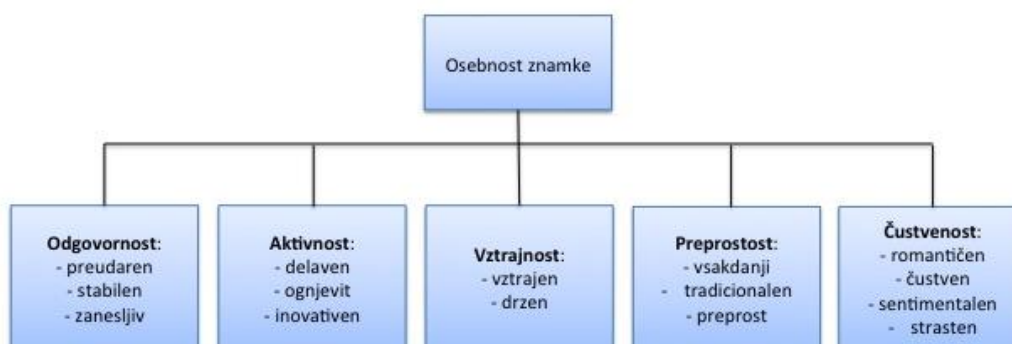 Osebnost znamke
Odgovornost:
- preudaren
- stabilen
- zanesljiv
Aktivnost:
- delaven
- ognjevit
- inovativen
Vztrajnost:
- vztrajen
- drzen
Preprostost:
- vsakdanji
- tradicionalen
- preprost
Čustvenost:
- romantičen
- čustven
- sentimentalen
- strasten